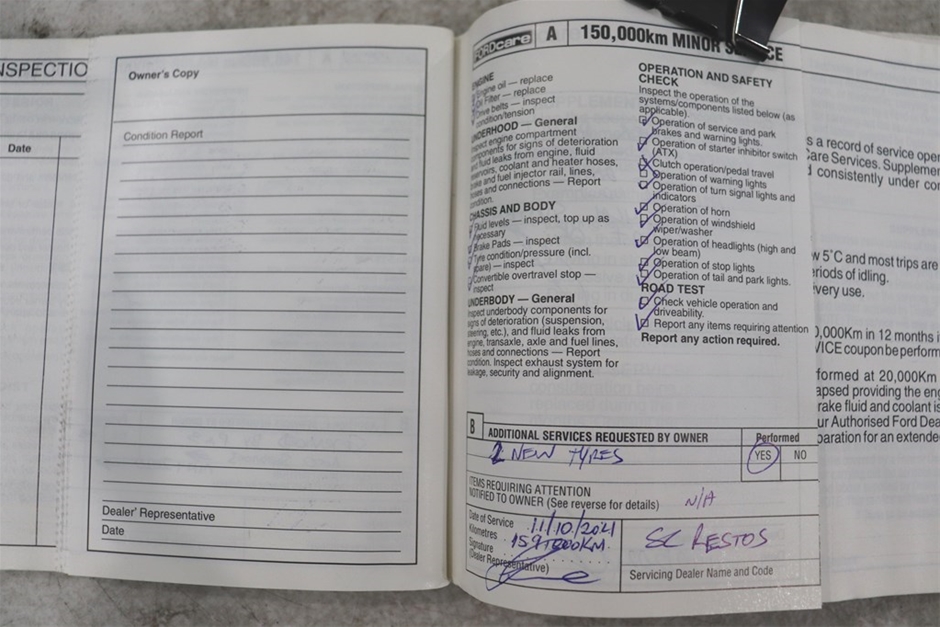 NSPECTIO
Date
Owner's Copy
Condition Report
Dealer' Representative
Date
FORDcare A 150,000km MINOR S CE
ENGINE
Engine oil — replace
Oil Filter — replace
Drive belts — inspect
condition/tension
UNDERHOOD — General
Inspect engine compartment
components for signs of deterioration
and fluid leaks from engine, fluid
reservoirs, coolant and heater hoses,
brake and fuel injector rail, lines,
hoses and connections — Report
condition.
CHASSIS AND BODY
Fluid levels — inspect, top up as
necessary
Brake Pads — inspect
Tyre condition/pressure (incl.
spare) — inspect
Convertible overtravel stop —
inspect
UNDERBODY — General
Inspect underbody components for
signs of deterioration (suspension,
steering, etc.), and fluid leaks from
engine, transaxle, axle and fuel lines,
hoses and connections — Report
condition. Inspect exhaust system for
leakage, security and alignment.
OPERATION AND SAFETY
CHECK
Inspect the operation of the
systems/components listed below (as
applicable).
Operation of service and park
brakes and warning lights.
Operation of starter inhibitor switch
(ATX)
Clutch operation/pedal travel
Operation of warning lights
Operation of turn signal lights and
indicators
Operation of horn
Operation of windshield
wiper/washer
Operation of headlights (high and
low beam)
Operation of stop lights
Operation of tail and park lights.
ROAD TEST
Check vehicle operation and
driveability.
Report any items requiring attention
Report any action required.
B ADDITIONAL SERVICES REQUESTED BY OWNER
2 NEW TYRES
Performed
YES NO
ITEMS REQUIRING ATTENTION
NOTIFIED TO OWNER (See reverse for details) N/A
Date of Service 11/10/2021
Kilometres KM.
Signature
(Dealer Representative)
SC RESTOS
Servicing Dealer Name and Code
s a record of service oper
Care Services. Supplemen
d consistently under con
w 5°C and most trips are
riods of idling.
ivery use.
0,000Km in 12 months i
VICE coupon be perform
formed at 20,000Km
apsed providing the eng
rake fluid and coolant is
ur Authorised Ford Dea
paration for an extende